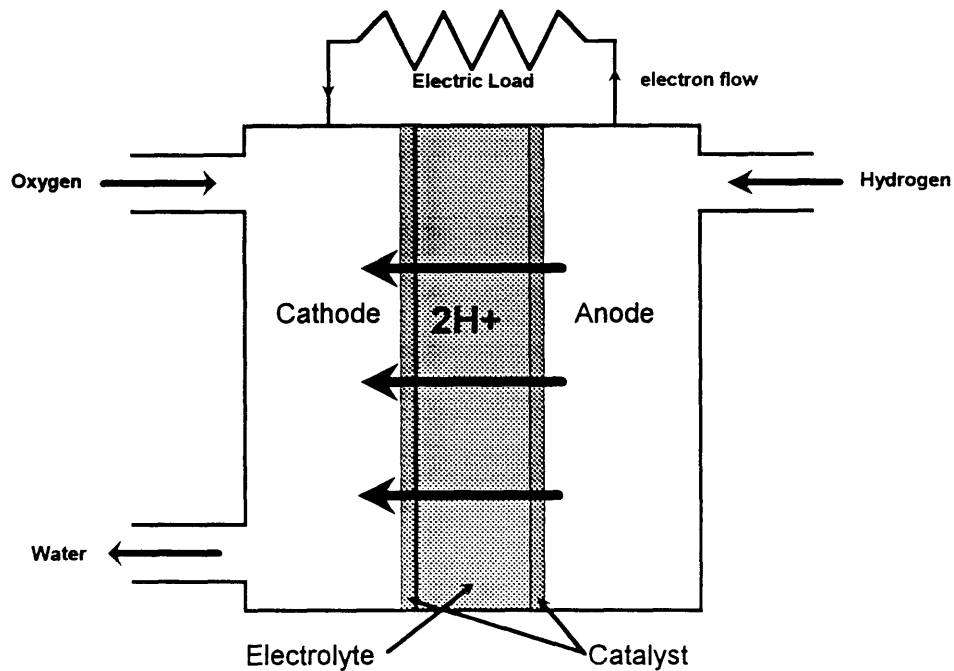 Electric Load
electron flow
Oxygen
Hydrogen
Cathode
2H+
Anode
Water
Electrolyte
Catalyst